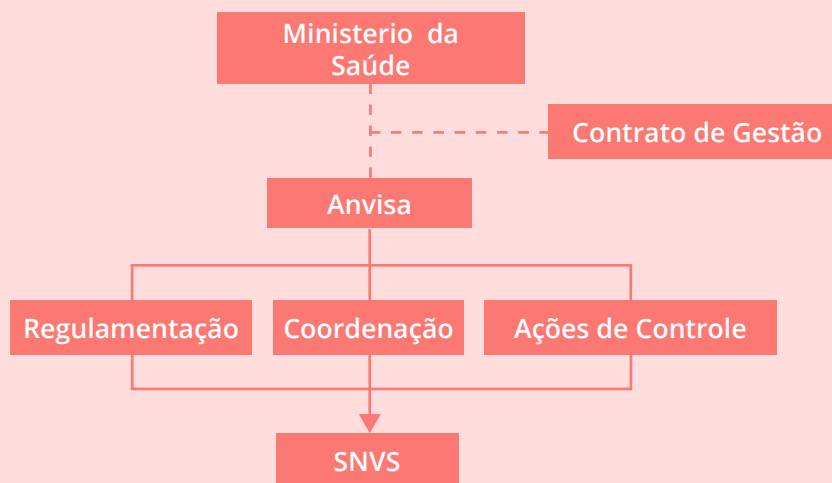 Ministerio da
Saúde
Contrato de Gestão
Anvisa
Regulamentação
Coordenação
Ações de Controle
SNVS